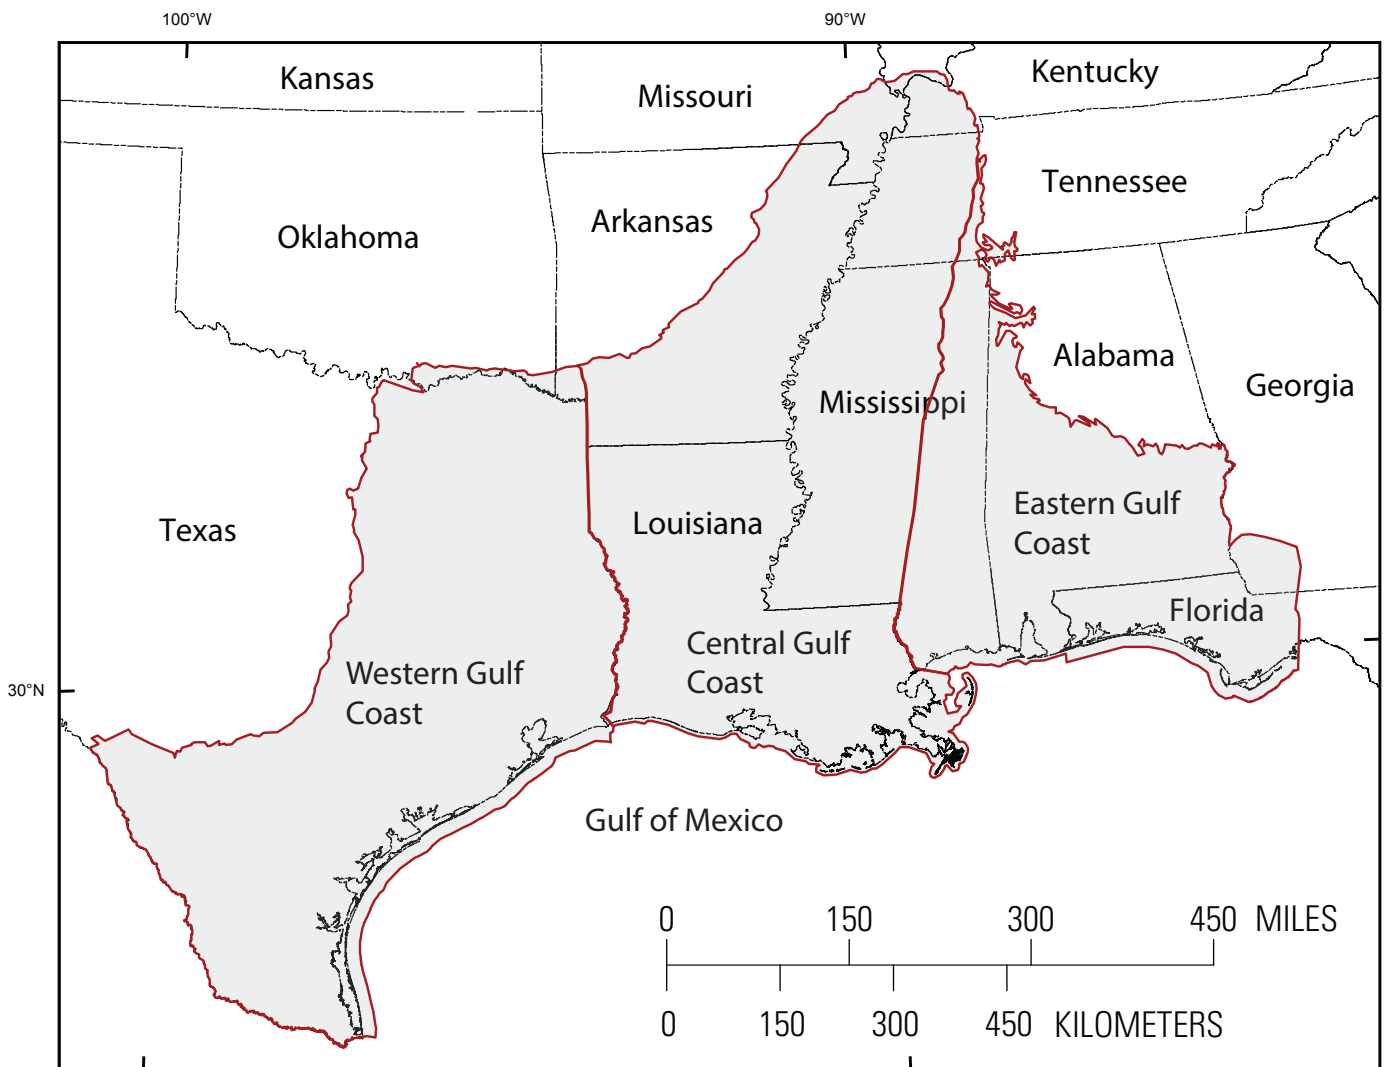 100°W
90°W
Kansas
Missouri
Kentucky
Tennessee
Arkansas
Oklahoma
Alabama
Georgia
Mississippi
Texas
Louisiana
Eastern Gulf
Coast
Florida
Central Gulf
Coast
Western Gulf
Coast
30°N
Gulf of Mexico
0 150 300 450 MILES
0 150 300 450 KILOMETERS